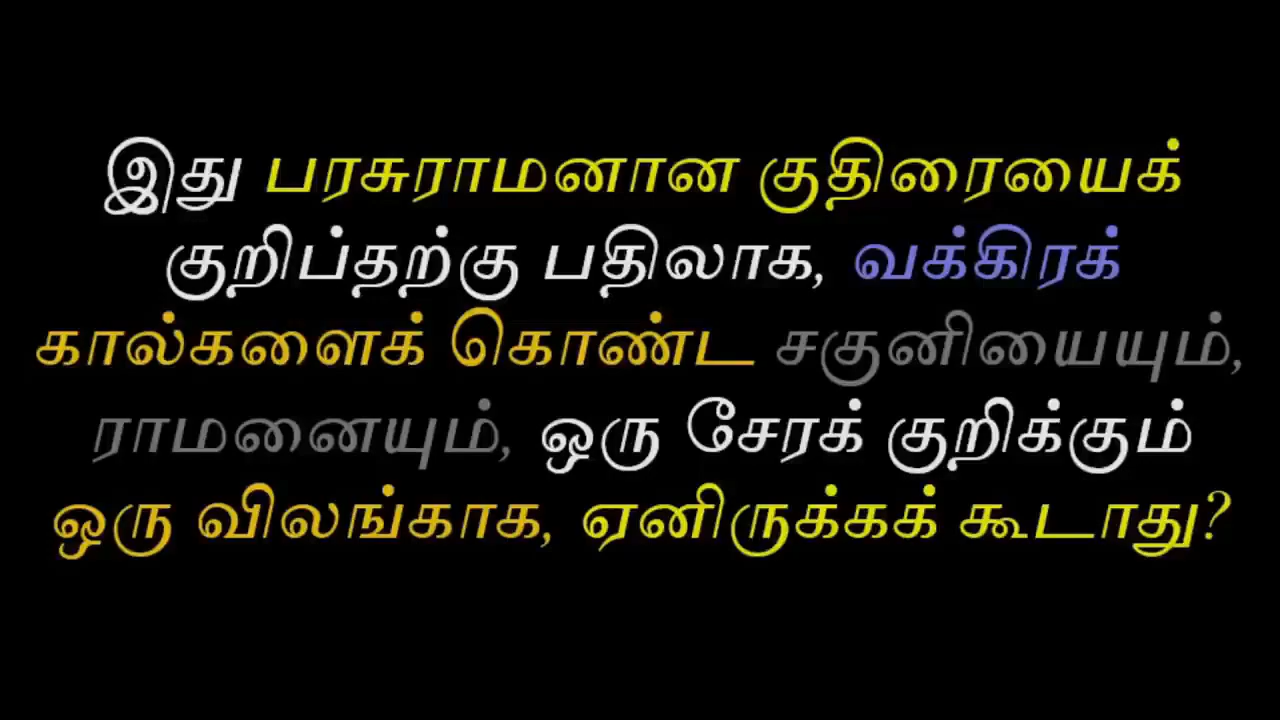 இது பரசுராமனான குதிரையைக்
குறிப்தற்கு பதிலாக, வக்கிரக்
கால்களைக் கொண்ட சகுனியையும்,
ராமனையும், ஒரு சேரக் குறிக்கும்
ஒரு விலங்காக, ஏனிருக்கக் கூடாது?